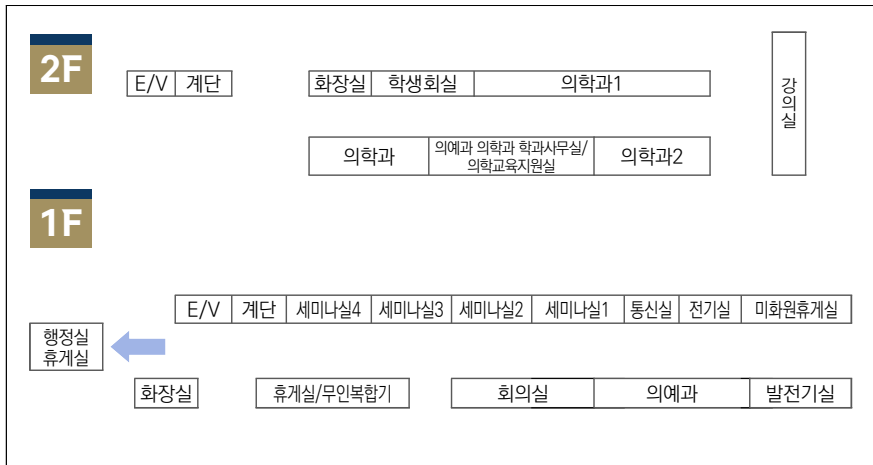 2F
E/V 계단 화장실 학생회실 의학과1
강의실
의학과 의예과 의학과 학과사무실/
의학교육지원실 의학과2
1F
E/V 계단 세미나실4 세미나실3 세미나실2 세미나실1 통신실 전기실 미화원휴게실
행정실
휴게실
화장실 휴게실/무인복합기 회의실 의예과 발전기실